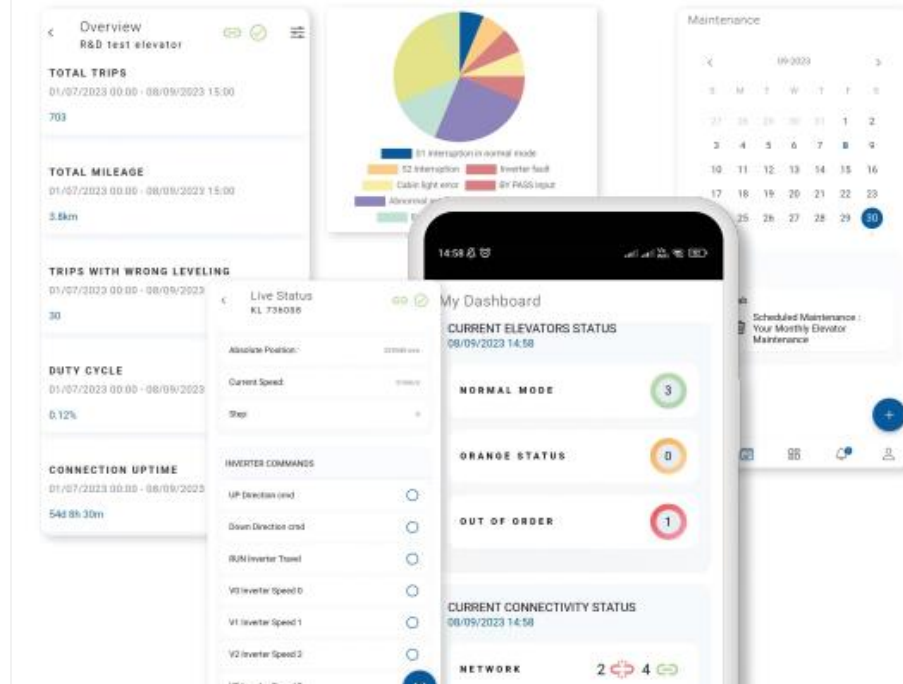 Overview
R&D test elevator
TOTAL TRIPS
01/07/2023 00:00 - 08/09/2023 15:00
703
TOTAL MILEAGE
01/07/2023 00:00 - 08/09/2023 15:00
3.8km
TRIPS WITH WRONG LEVELING
01/07/2023 00:00 - 08/09/2023
30
DUTY CYCLE
01/07/2023 00:00 - 08/09/2023
0.12%
CONNECTION UPTIME
01/07/2023 00:00 - 08/09/2023
54d 8h 30m
S1 Interruption in normal mode
S2 Interruption
Inverter fault
Cabin light error
BY PASS input
Abnormal
Maintenance
09-2023
S M T W T F S
27 28 29 30 31 1 2
3 4 5 6 7 8 9
10 11 12 13 14 15 16
17 18 19 20 21 22 23
25 26 27 28 29 30
Scheduled Maintenance :
Your Monthly Elevator
Maintenance
+
Live Status
KL 736058
Absolute Position:
Current Speed:
Step:
INVERTER COMMANDS
UP Direction cmd
Down Direction cmd
RUN Inverter Travel
V0 Inverter Speed 0
V1 Inverter Speed 1
V2 Inverter Speed 2
14:58
My Dashboard
CURRENT ELEVATORS STATUS
08/09/2023 14:58
NORMAL MODE 3
ORANGE STATUS 0
OUT OF ORDER 1
CURRENT CONNECTIVITY STATUS
08/09/2023 14:58
NETWORK 2 4